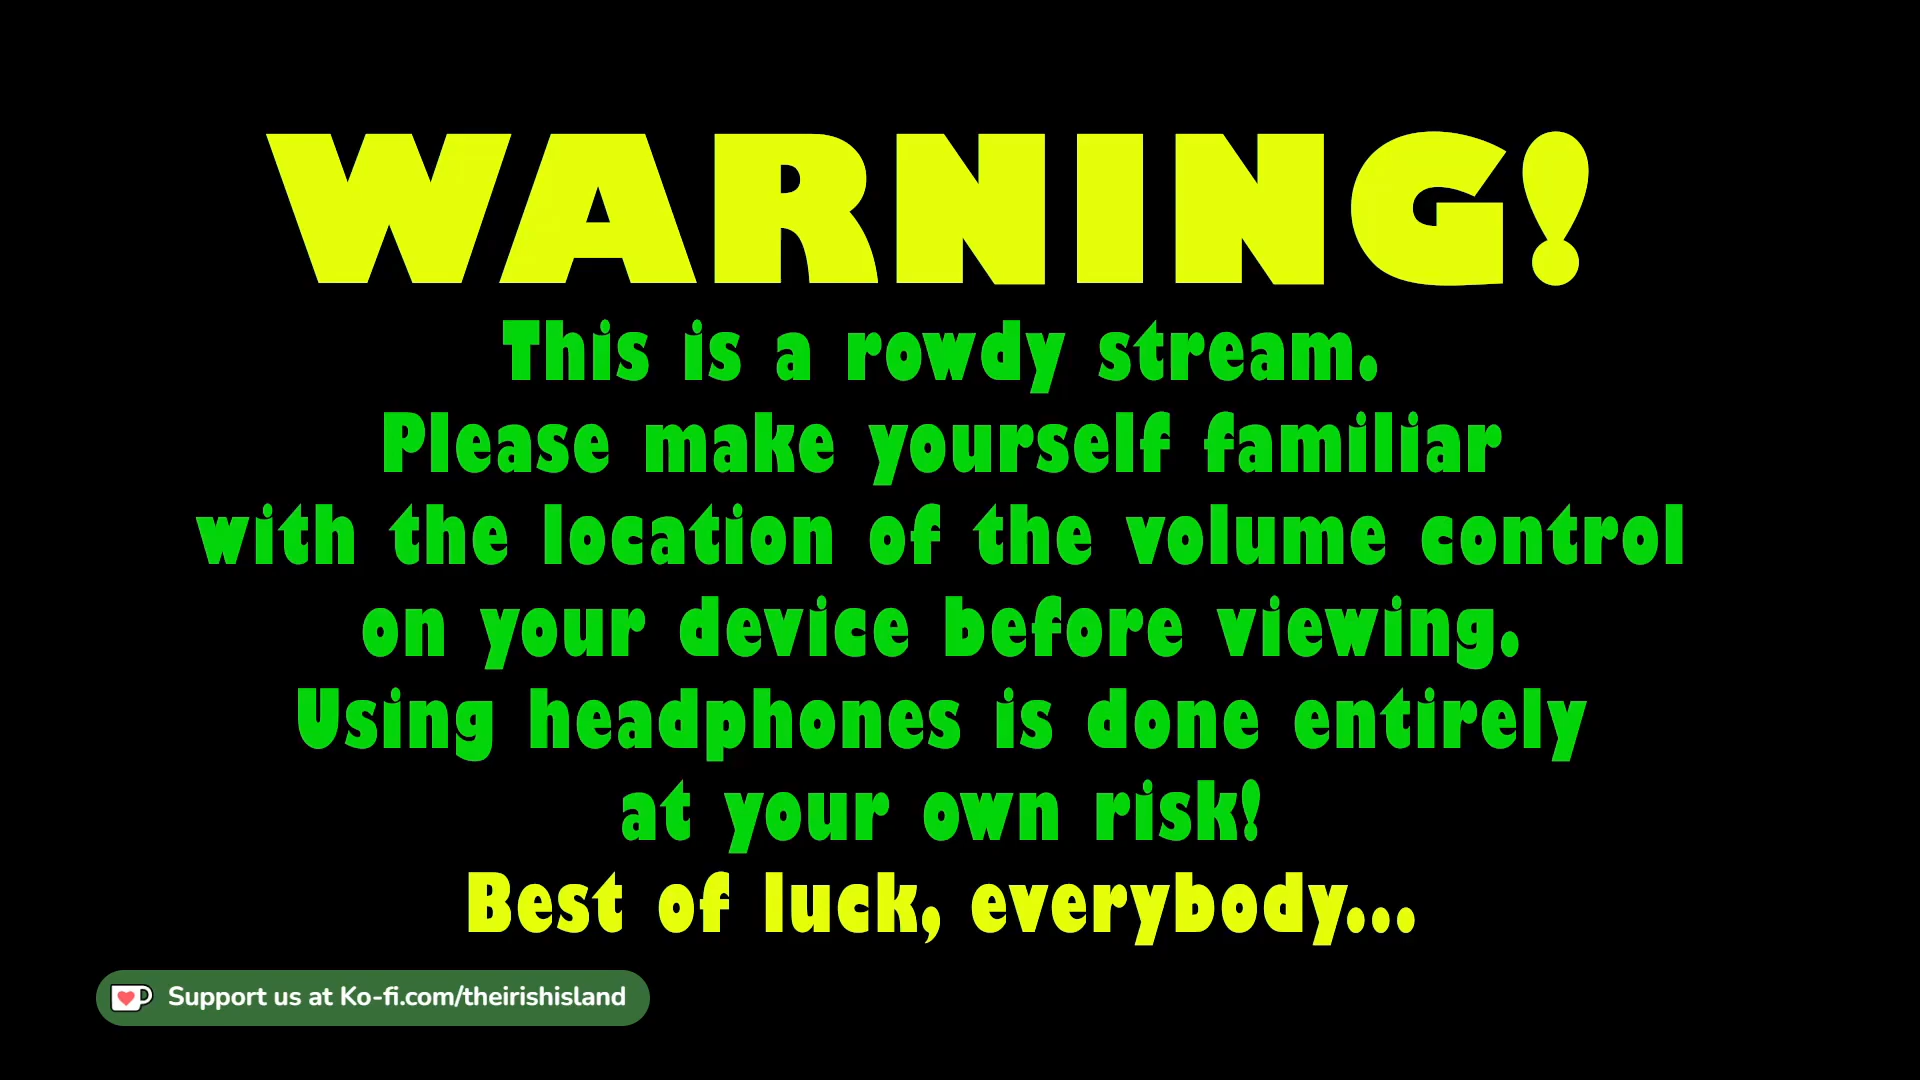 WARNING!
This is a rowdy stream.
Please make yourself familiar
with the location of the volume control
on your device before viewing.
Using headphones is done entirely
at your own risk!
Best of luck, everybody...
Support us at Ko-fi.com/theirishisland